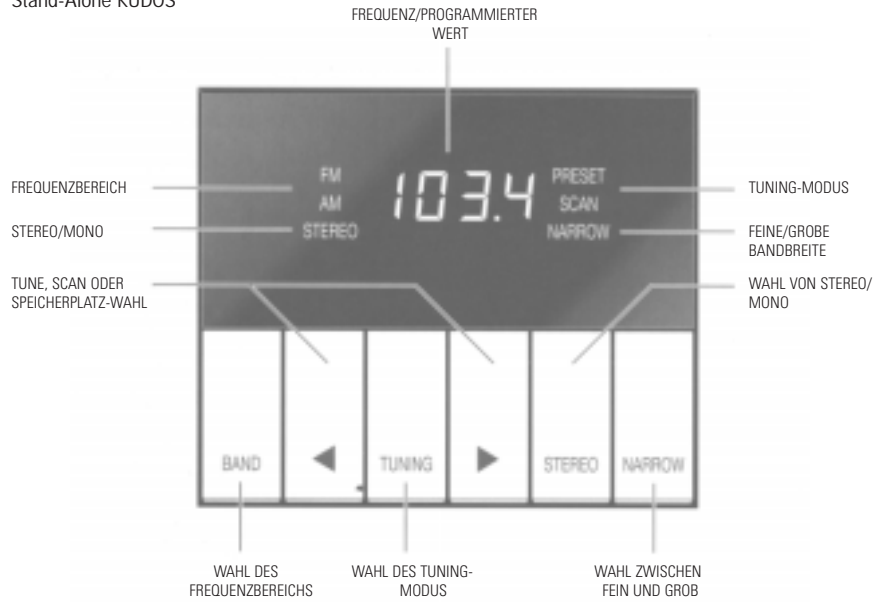 Stand-Alone KUDOS
FREQUENZ/PROGRAMMIERTER
WERT
FREQUENZBEREICH
STEREO/MONO
TUNE, SCAN ODER
SPEICHERPLATZ-WAHL
FM
AM
STEREO
103.4
PRESET
SCAN
NARROW
TUNING-MODUS
FEINE/GROBE
BANDBREITE
WAHL VON STEREO/
MONO
BAND
TUNING
STEREO
NARROW
WAHL DES
FREQUENZBEREICHS
WAHL DES TUNING-
MODUS
WAHL ZWISCHEN
FEIN UND GROB